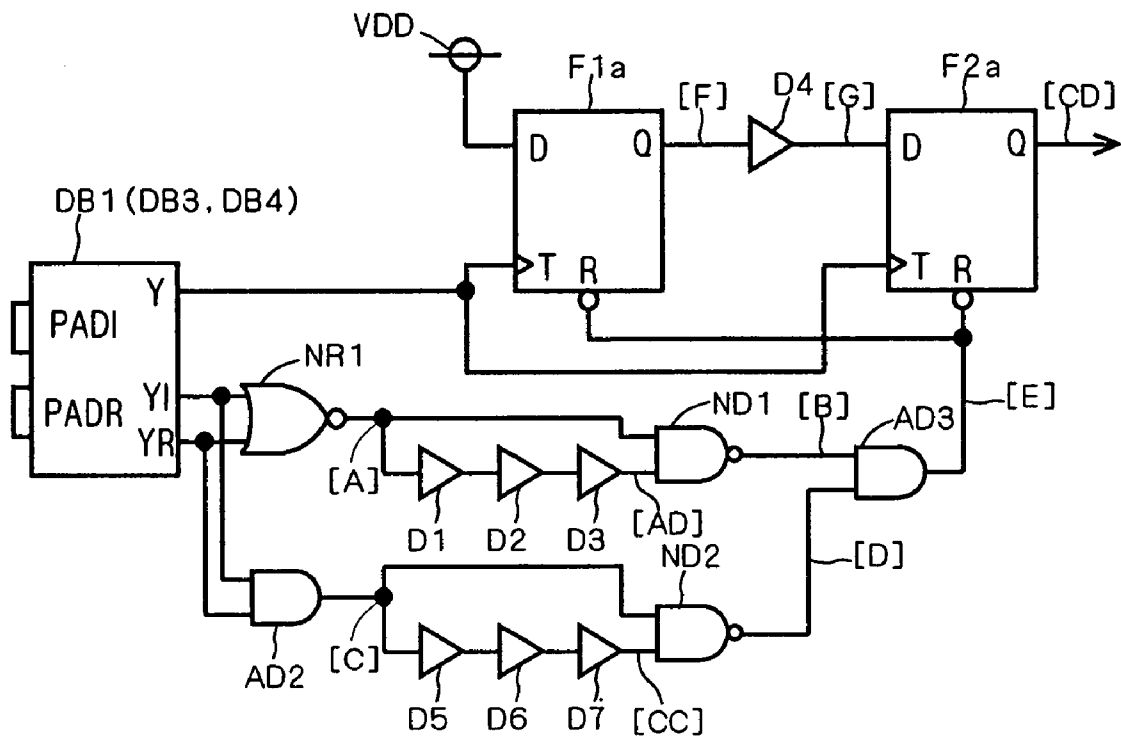 VDD
F1a
[F]
D4
[G]
F2a
[CD]
D
Q
D
Q
DB1(DB3, DB4)
T
R
T
R
Y
PADI
NR1
YI
PADR
YR
ND1
[B]
AD3
[E]
[A]
D1
D2
D3
[AD]
ND2
[D]
AD2
[C]
D5
D6
D7
[CC]